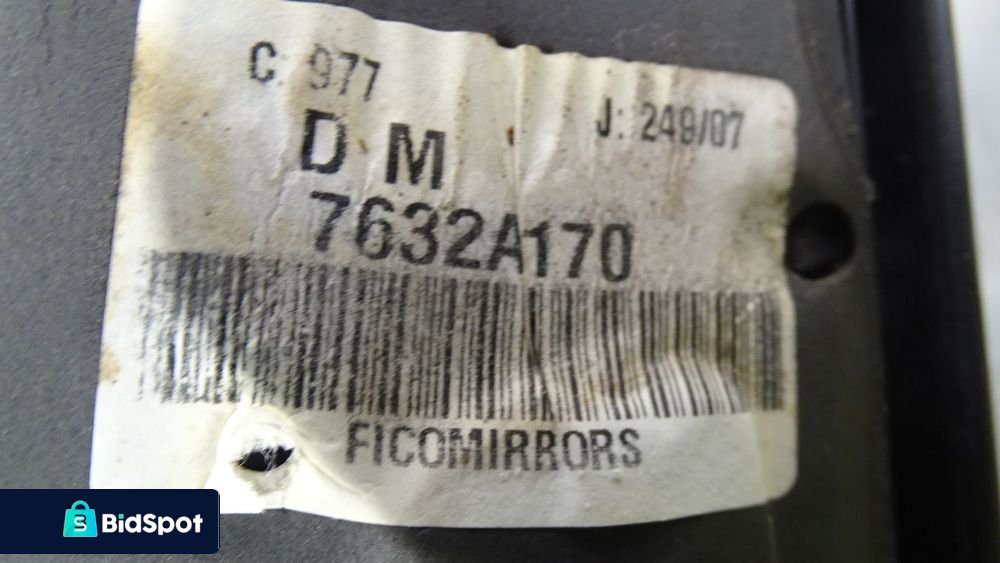 C: 977
J: 249/07
D M
7632A170
FICOMIRRORS
BidSpot